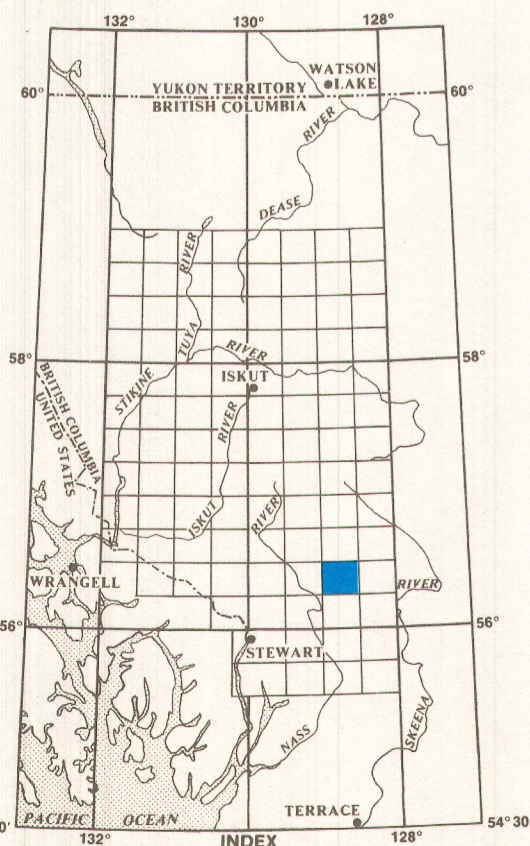 132° 130° 128°
WATSON
LAKE
60° YUKON TERRITORY 60°
BRITISH COLUMBIA
RIVER
DEASE
RIVER
TUYA
58° RIVER 58°
STIKINE
ISKUT
BRITISH COLUMBIA
UNITED STATES
RIVER
ISKUT
RIVER
WRANGELL
RIVER
56° 56°
STEWART
NASS
SKEENA
TERRACE
0' PACIFIC OCEAN 54° 30
132° INDEX 128°